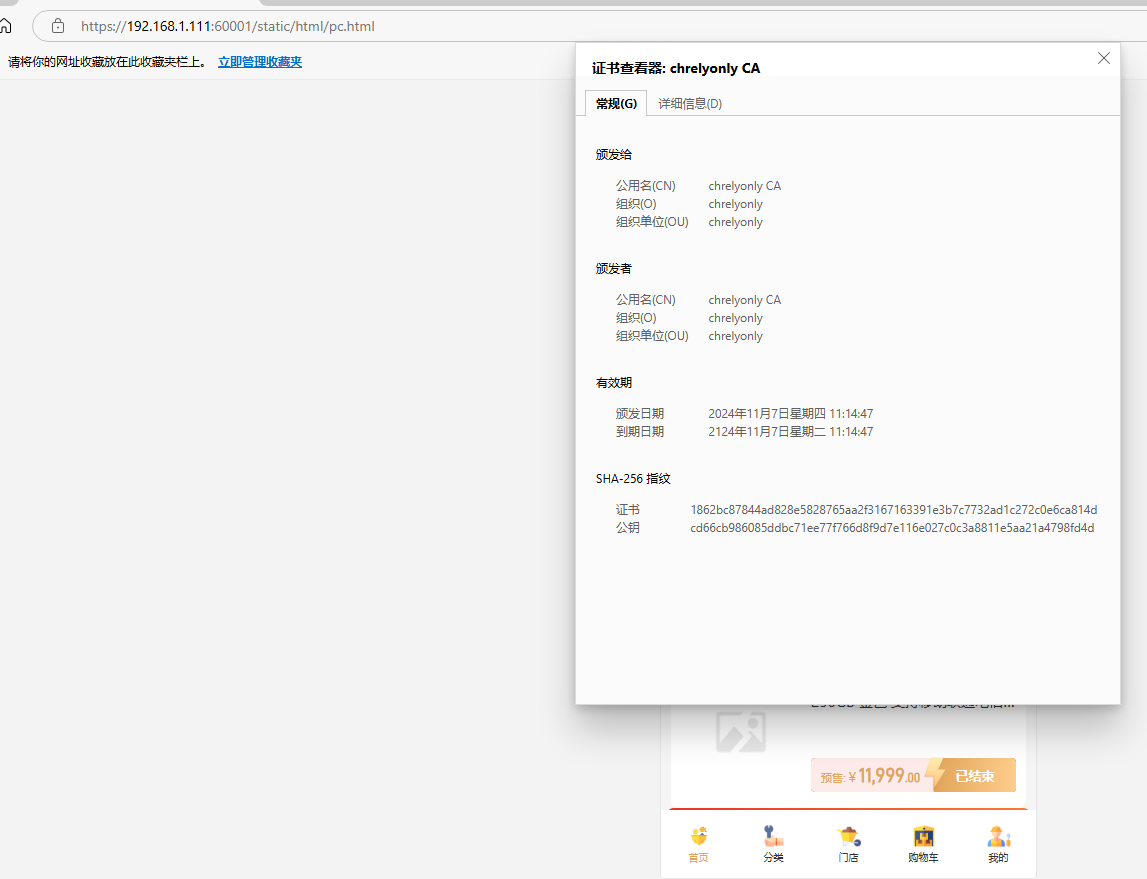 https://192.168.1.111:60001/static/html/pc.html
请将你的网址收藏放在此收藏夹栏上。 立即管理收藏夹
证书查看器: chrelyonly CA
常规(G) 详细信息(D)
颁发给
公用名(CN) chrelyonly CA
组织(O) chrelyonly
组织单位(OU) chrelyonly
颁发者
公用名(CN) chrelyonly CA
组织(O) chrelyonly
组织单位(OU) chrelyonly
有效期
颁发日期 2024年11月7日星期四 11:14:47
到期日期 2124年11月7日星期二 11:14:47
SHA-256 指纹
证书 1862bc87844ad828e5828765aa2f3167163391e3b7c7732ad1c272c0e6ca814d
公钥 cd66cb986085ddbc71ee77f766d8f9d7e116e027c0c3a8811e5aa21a4798fd4d
预售: ¥11,999.00 已结束
首页 分类 门店 购物车 我的